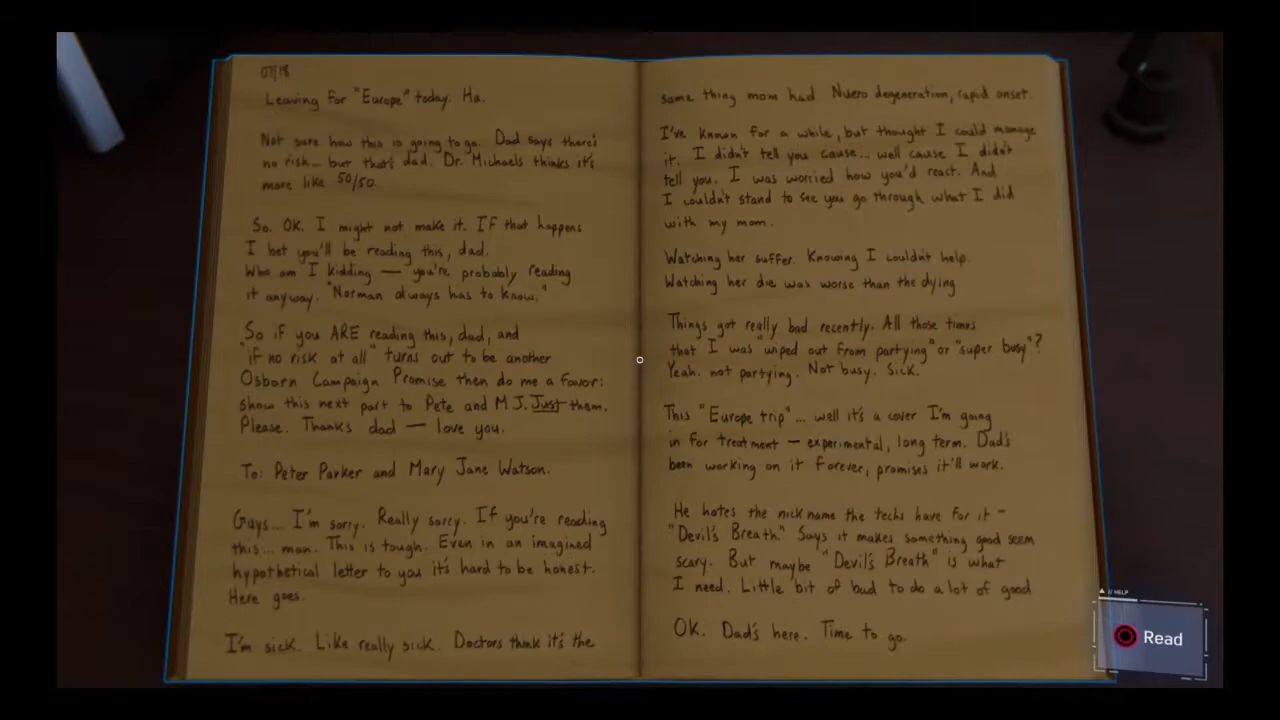 07/18
Leaving for "Europe" today. Ha.
Not sure how this is going to go. Dad says there's
no risk... but that's dad. Dr. Michaels thinks it's
more like 50/50.
So. OK. I might not make it. IF that happens
I bet you'll be reading this, dad.
Who am I kidding — you're probably reading
it anyway. "Norman always has to know."
So if you ARE reading this, dad, and
"if no risk at all" turns out to be another
Osborn Campaign Promise then do me a favor:
show this next part to Pete and MJ. Just them.
Please. Thanks dad — love you.
To: Peter Parker and Mary Jane Watson.
Guys... I'm sorry. Really sorry. If you're reading
this... man. This is tough. Even in an imagined
hypothetical letter to you it's hard to be honest.
Here goes.
I'm sick. Like really sick. Doctors think it's the
same thing mom had. Nuero degeneration, rapid onset.
I've known for a while, but thought I could manage
it. I didn't tell you cause... well cause I didn't
tell you. I was worried how you'd react. And
I couldn't stand to see you go through what I did
with my mom.
Watching her suffer. Knowing I couldn't help.
Watching her die was worse than the dying
Things got really bad recently. All those times
that I was "wiped out from partying" or "super busy"?
Yeah. not partying. Not busy. Sick.
This "Europe trip"... well it's a cover I'm going
in for treatment — experimental, long term. Dad's
been working on it forever, promises it'll work.
He hates the nickname the techs have for it -
"Devil's Breath." Says it makes something good seem
scary. But maybe "Devil's Breath" is what
I need. Little bit of bad to do a lot of good
OK. Dad's here. Time to go.
// HELP
Read